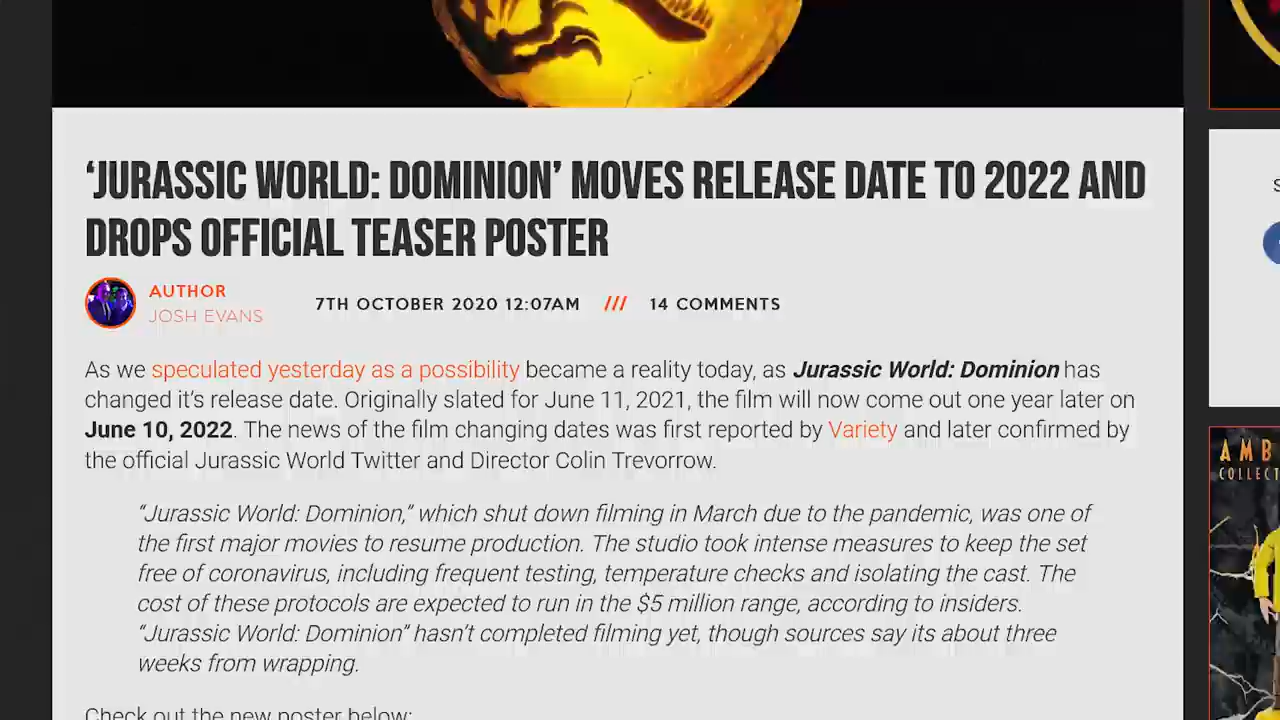 ‘JURASSIC WORLD: DOMINION’ MOVES RELEASE DATE TO 2022 AND
DROPS OFFICIAL TEASER POSTER
AUTHOR
JOSH EVANS
7TH OCTOBER 2020 12:07AM /// 14 COMMENTS
As we speculated yesterday as a possibility became a reality today, as Jurassic World: Dominion has
changed it’s release date. Originally slated for June 11, 2021, the film will now come out one year later on
June 10, 2022. The news of the film changing dates was first reported by Variety and later confirmed by
the official Jurassic World Twitter and Director Colin Trevorrow.
“Jurassic World: Dominion,” which shut down filming in March due to the pandemic, was one of
the first major movies to resume production. The studio took intense measures to keep the set
free of coronavirus, including frequent testing, temperature checks and isolating the cast. The
cost of these protocols are expected to run in the $5 million range, according to insiders.
“Jurassic World: Dominion” hasn’t completed filming yet, though sources say its about three
weeks from wrapping.
Check out the new poster below: